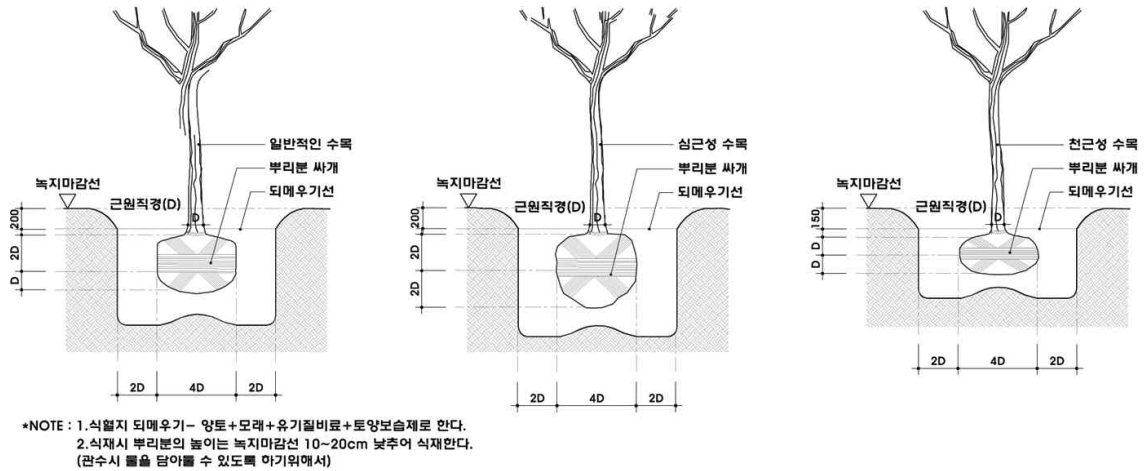 일반적인 수목
뿌리분 싸개
녹지마감선
되메우기선
근원직경(D)
D
200
2D
D
2D
4D
2D
심근성 수목
뿌리분 싸개
녹지마감선
되메우기선
근원직경(D)
D
200
2D
2D
2D
4D
2D
천근성 수목
뿌리분 싸개
녹지마감선
되메우기선
근원직경(D)
D
150
D
D
2D
4D
2D
*NOTE : 1.식혈지 되메우기- 양토+모래+유기질비료+토양보습제로 한다.
2.식재시 뿌리분의 높이는 녹지마감선 10~20cm 낮추어 식재한다.
(관수시 물을 담아둘 수 있도록 하기위해서)